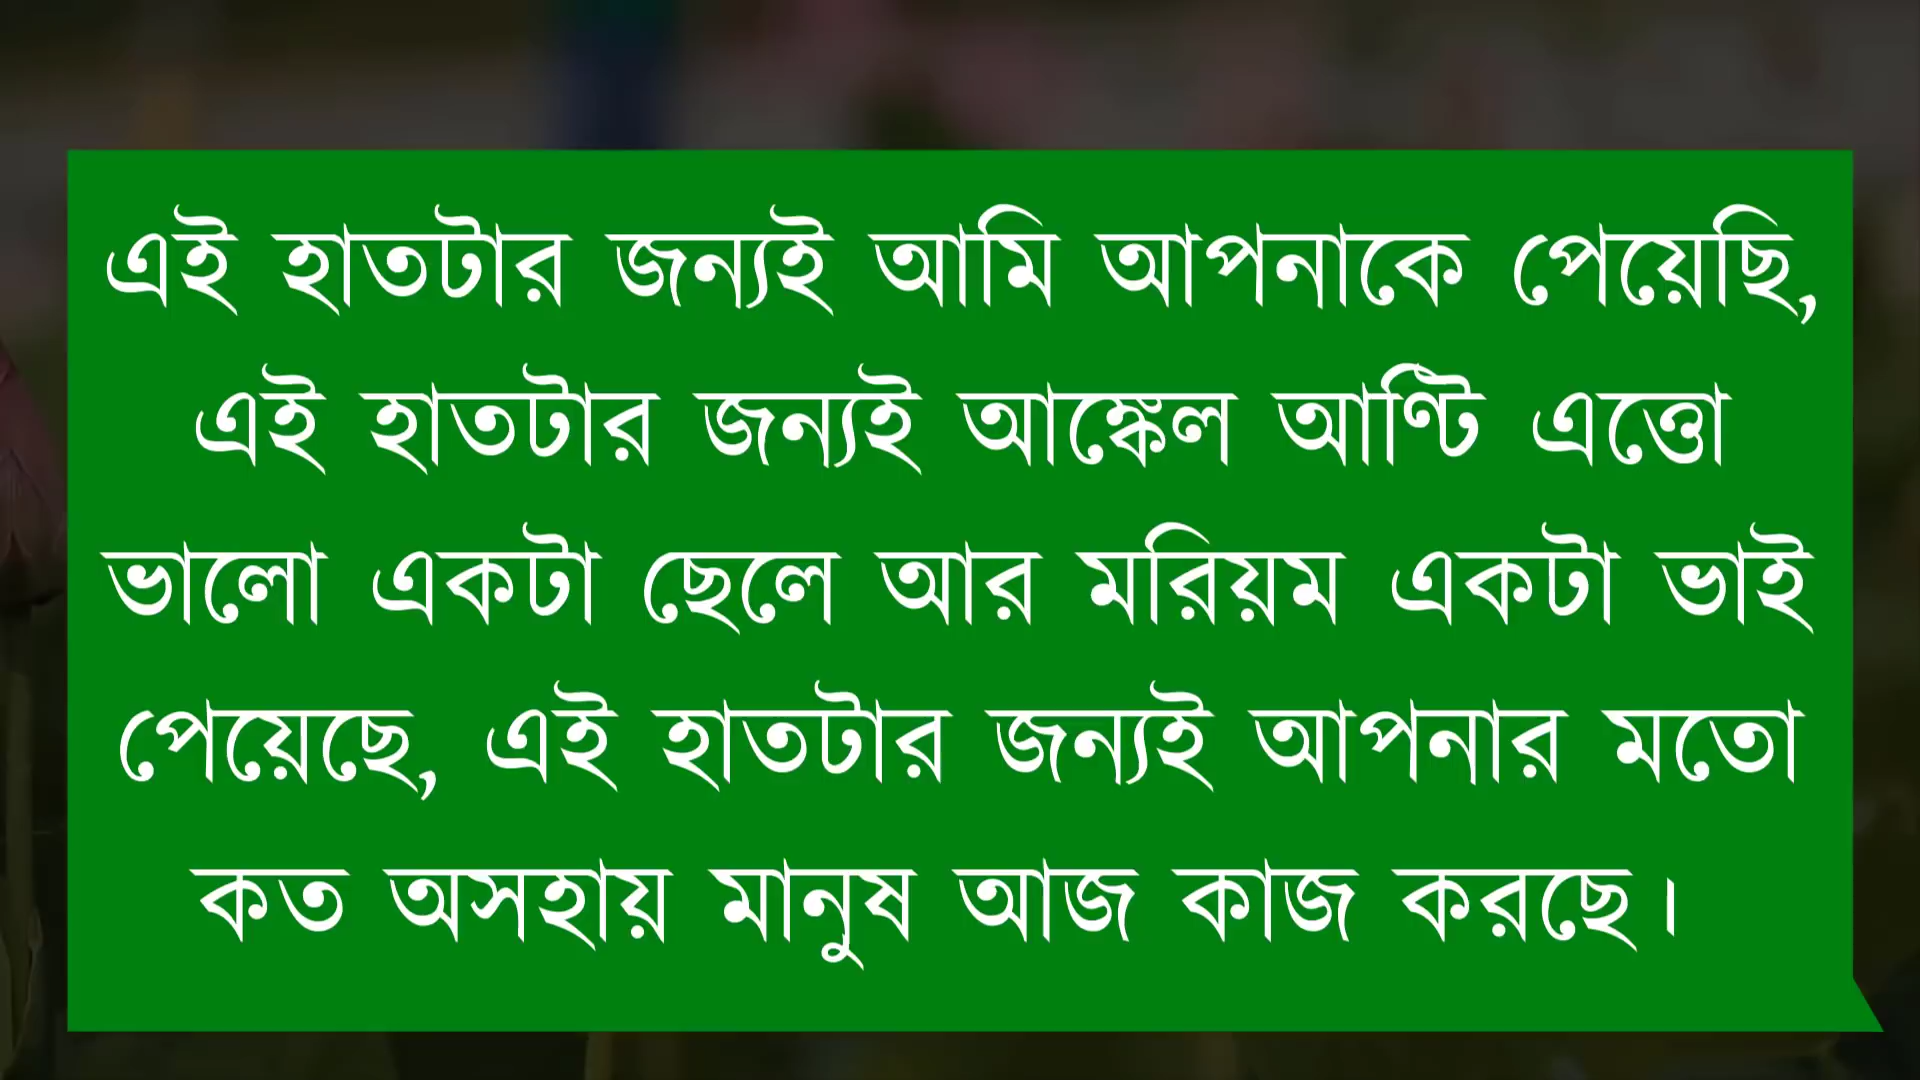 এই হাতটার জন্যই আমি আপনাকে পেয়েছি,
এই হাতটার জন্যই আঙ্কেল আণ্টি এত্তো
ভালো একটা ছেলে আর মরিয়ম একটা ভাই
পেয়েছে, এই হাতটার জন্যই আপনার মতো
কত অসহায় মানুষ আজ কাজ করছে।